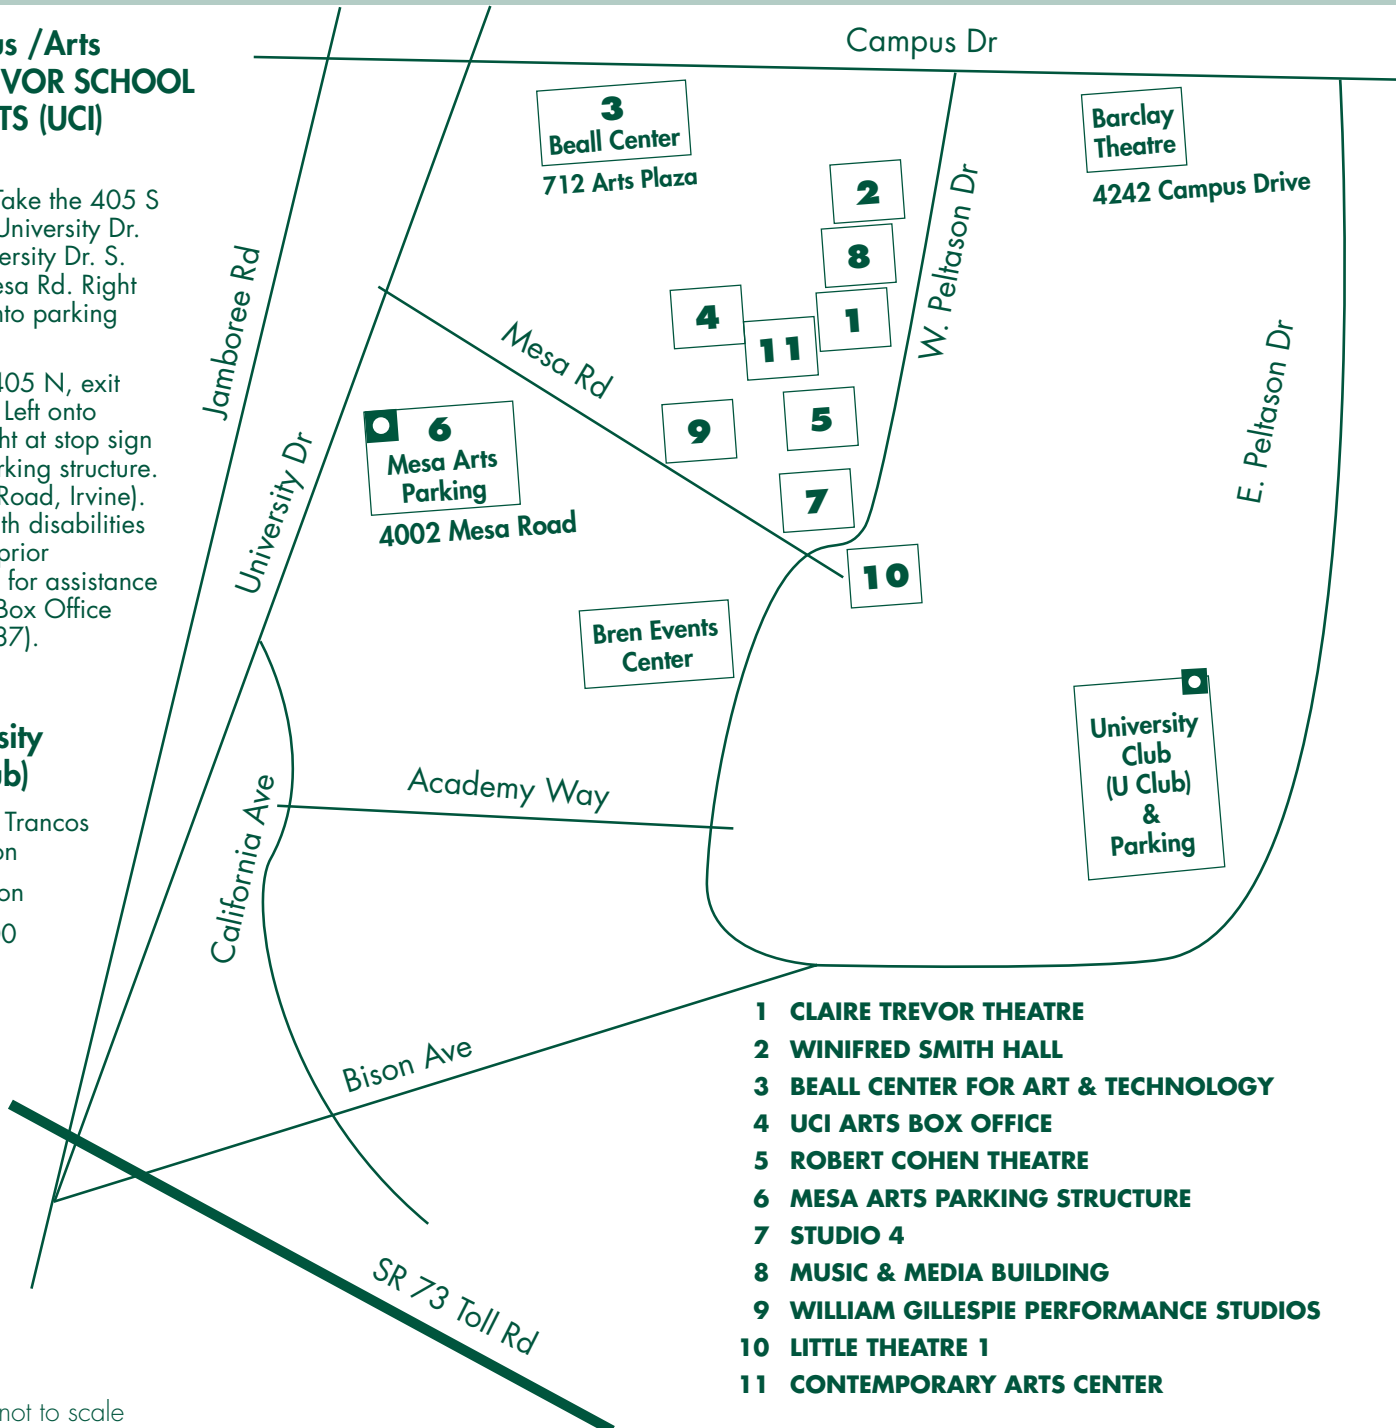 us /Arts
VOR SCHOOL
TS (UCI)
Take the 405 S
University Dr.
ersity Dr. S.
esa Rd. Right
nto parking
405 N, exit
Left onto
ht at stop sign
rking structure.
Road, Irvine).
th disabilities
prior
for assistance
Box Office
37).
sity
ub)
Trancos
on
on
00
not to scale
Campus Dr
3
Beall Center
712 Arts Plaza
Barclay
Theatre
4242 Campus Drive
2
8
1
4
11
9
5
7
10
W. Peltason Dr
E. Peltason Dr
Jamboree Rd
University Dr
Mesa Rd
6
Mesa Arts
Parking
4002 Mesa Road
Bren Events
Center
University
Club
(U Club)
&
Parking
Academy Way
California Ave
Bison Ave
SR 73 Toll Rd
1 CLAIRE TREVOR THEATRE
2 WINIFRED SMITH HALL
3 BEALL CENTER FOR ART & TECHNOLOGY
4 UCI ARTS BOX OFFICE
5 ROBERT COHEN THEATRE
6 MESA ARTS PARKING STRUCTURE
7 STUDIO 4
8 MUSIC & MEDIA BUILDING
9 WILLIAM GILLESPIE PERFORMANCE STUDIOS
10 LITTLE THEATRE 1
11 CONTEMPORARY ARTS CENTER